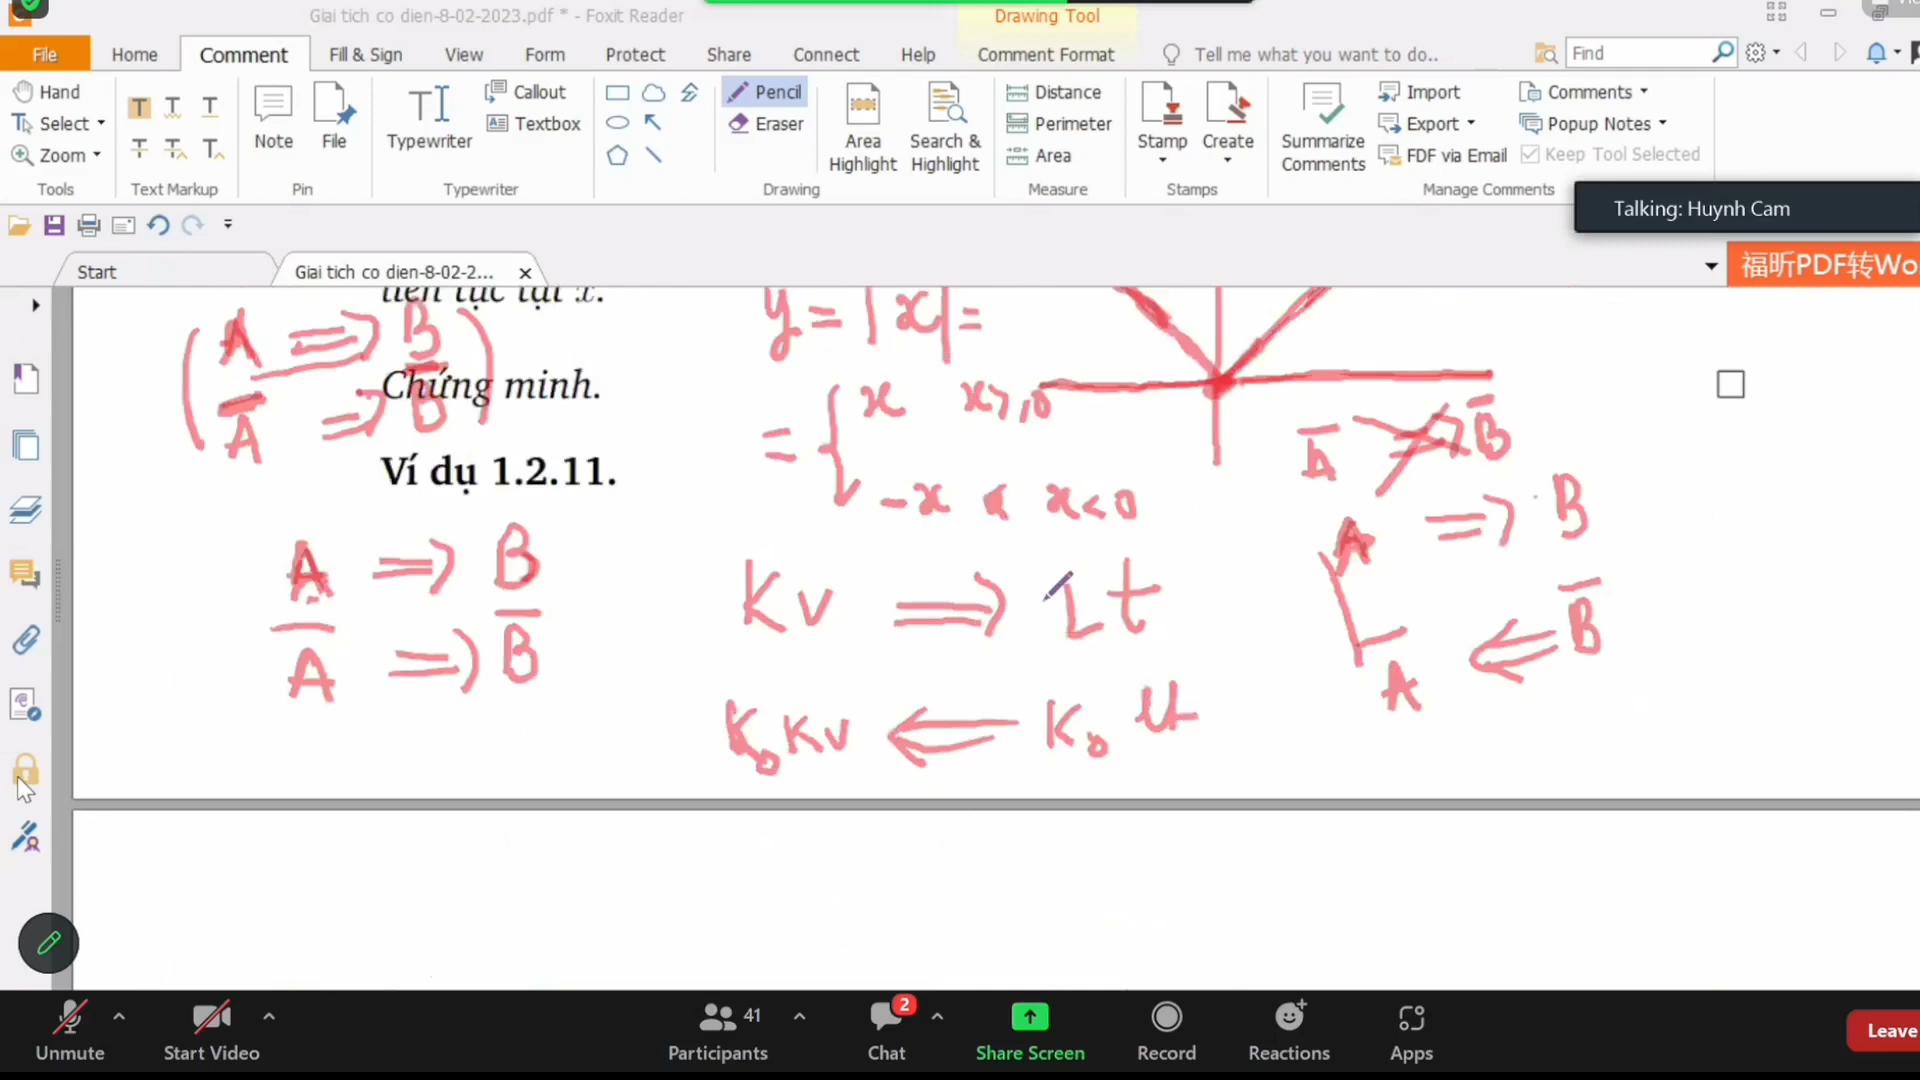 Giai tich co dien-8-02-2023.pdf * - Foxit Reader
Drawing Tool
File Home Comment Fill & Sign View Form Protect Share Connect Help Comment Format Tell me what you want to do.. Find
Hand
Select
Zoom
Tools
Text Markup
Note
File
Pin
Typewriter
Callout
Textbox
Typewriter
Pencil
Eraser
Area Highlight
Search & Highlight
Drawing
Distance
Perimeter
Area
Measure
Stamp
Create
Stamps
Summarize Comments
Import
Export
FDF via Email
Comments
Popup Notes
Keep Tool Selected
Manage Comments
Talking: Huynh Cam
Start
Giai tich co dien-8-02-2...
福昕PDF转Wo
liên tục tại x.
(A ⟹ B
A̅ ⟹ B̅)
y = |x| =
Chứng minh.
= { x x ≥ 0
-x x < 0
A̅ ⟹ B̅
Ví dụ 1.2.11.
A ⟹ B
A̅ ⟹ B̅
Kv ⟹ Lt
K0 Kv ⟸ K0 lt
A ⟹ B
A̅ ⟸ B̅
Unmute
Start Video
41
Participants
2
Chat
Share Screen
Record
Reactions
Apps
Leave